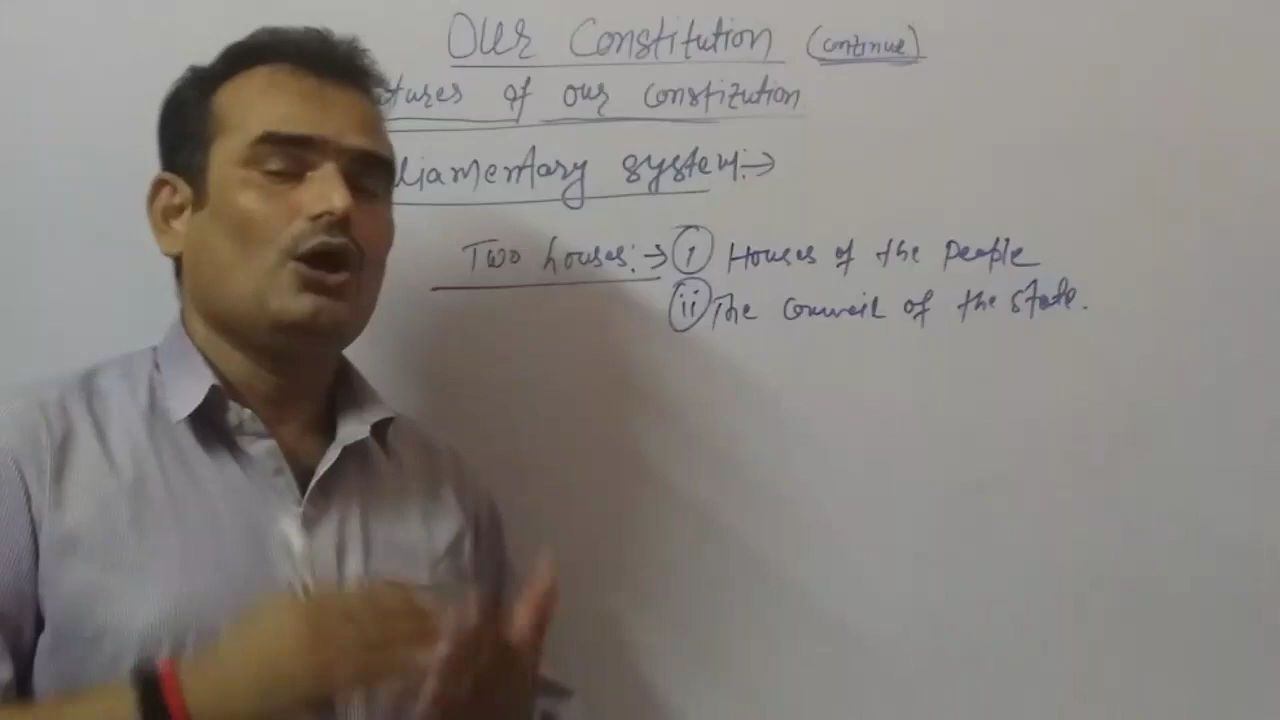 Our Constitution (continue)
tures of our constitution
liamentary system:→
Two houses:→ (i) Houses of the people
(ii) The Council of the State.